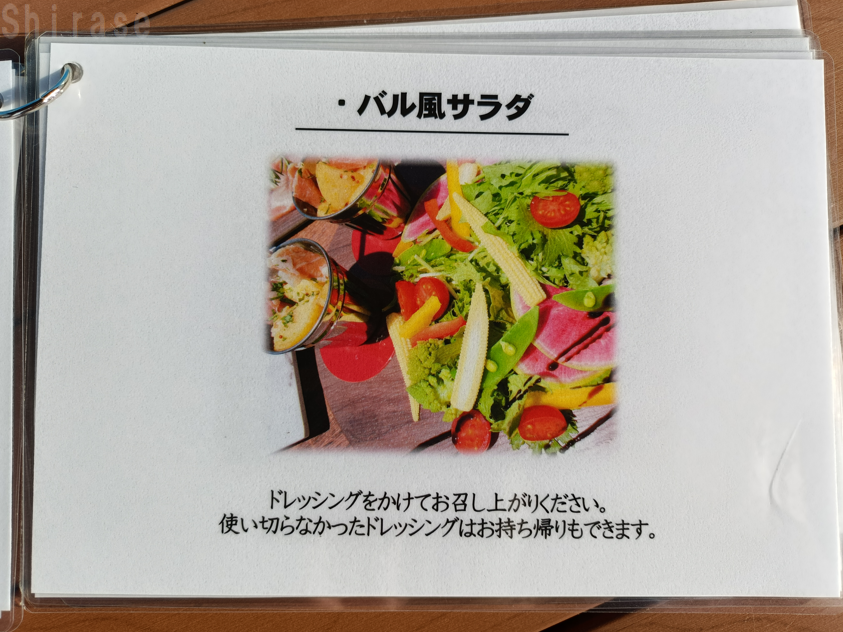 Shirase
・バル風サラダ
ドレッシングをかけてお召し上がりください。
使い切らなかったドレッシングはお持ち帰りもできます。